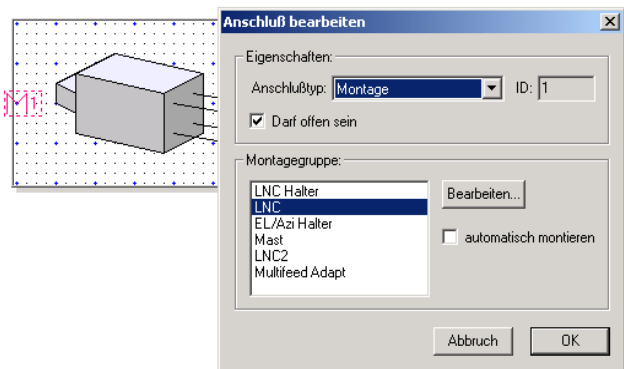 Anschluß bearbeiten
Eigenschaften:
Anschlußtyp: Montage ID: 1
Darf offen sein
M1
Montagegruppe:
LNC Halter
LNC
EL/Azi Halter
Mast
LNC2
Multifeed Adapt
Bearbeiten...
automatisch montieren
Abbruch OK